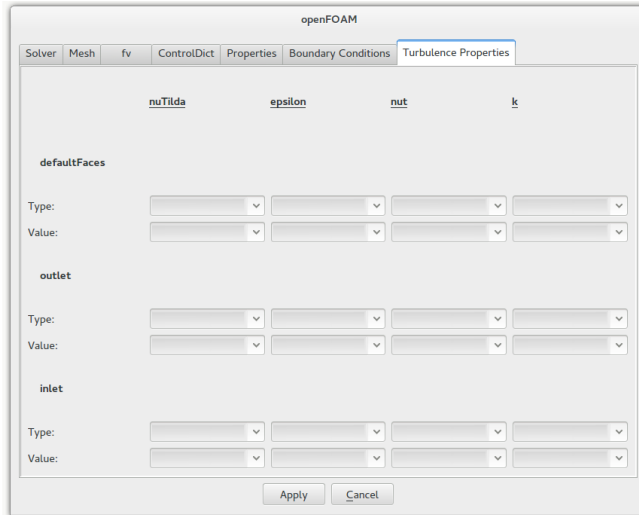 openFOAM
Solver Mesh fv ControlDict Properties Boundary Conditions Turbulence Properties
nuTilda epsilon nut k
defaultFaces
Type:
Value:
outlet
Type:
Value:
inlet
Type:
Value:
Apply Cancel